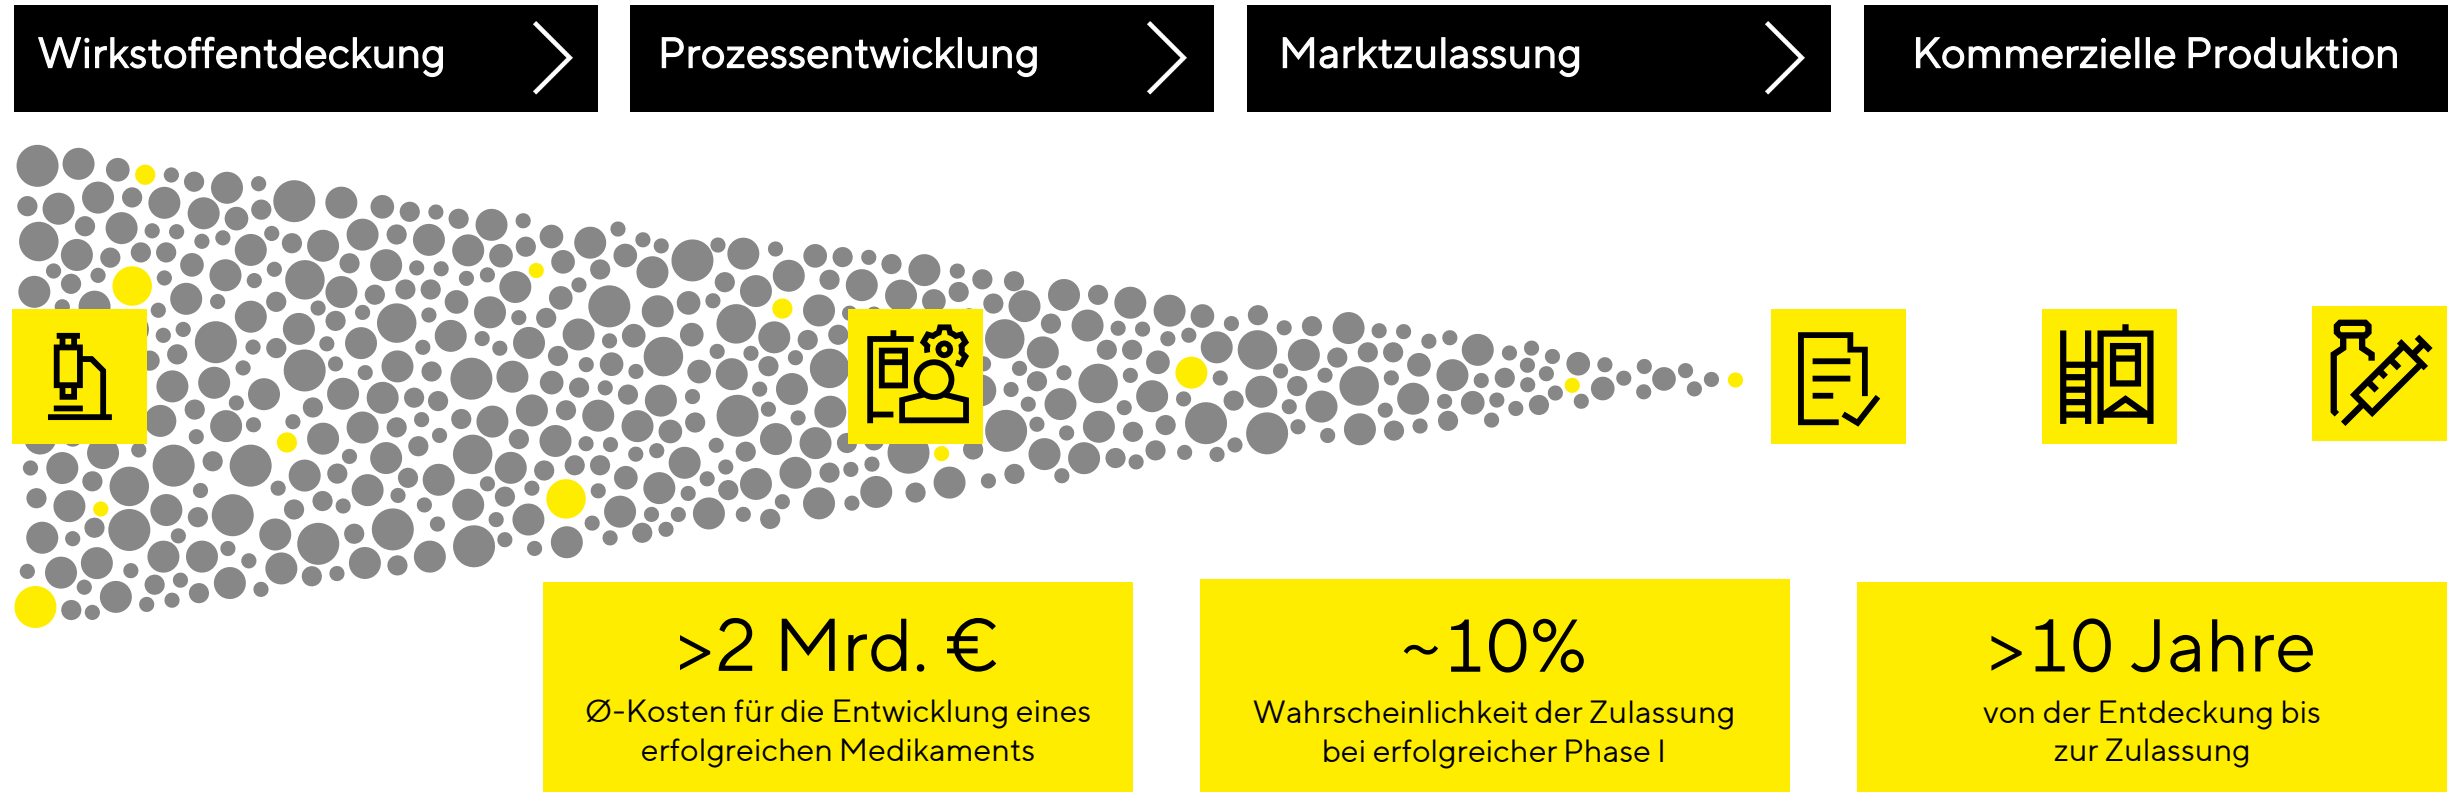 Wirkstoffentdeckung
Prozessentwicklung
Marktzulassung
Kommerzielle Produktion
>2 Mrd. €
Ø-Kosten für die Entwicklung eines
erfolgreichen Medikaments
~10%
Wahrscheinlichkeit der Zulassung
bei erfolgreicher Phase I
>10 Jahre
von der Entdeckung bis
zur Zulassung